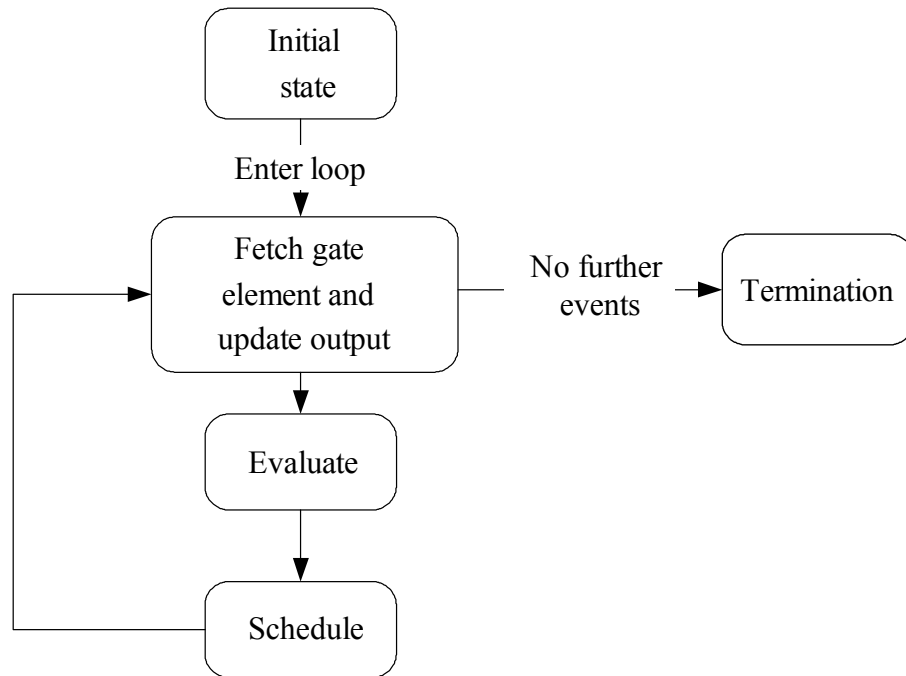 Initial
state
Enter loop
Fetch gate
element and
update output
No further
events
Termination
Evaluate
Schedule